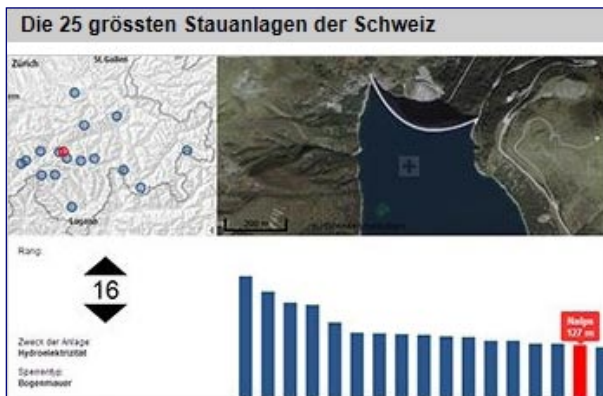 Die 25 grössten Stauanlagen der Schweiz
Zürich
St. Gallen
Lugano
200 m
Rang:
16
Nalps
127 m
Zweck der Anlage:
Hydroelektrizität
Sperrentyp:
Bogenmauer